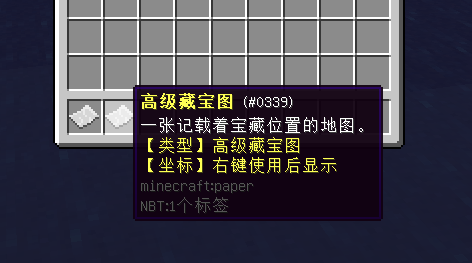 高级藏宝图 (#0339)
一张记载着宝藏位置的地图。
【类型】高级藏宝图
【坐标】右键使用后显示
minecraft:paper
NBT:1个标签